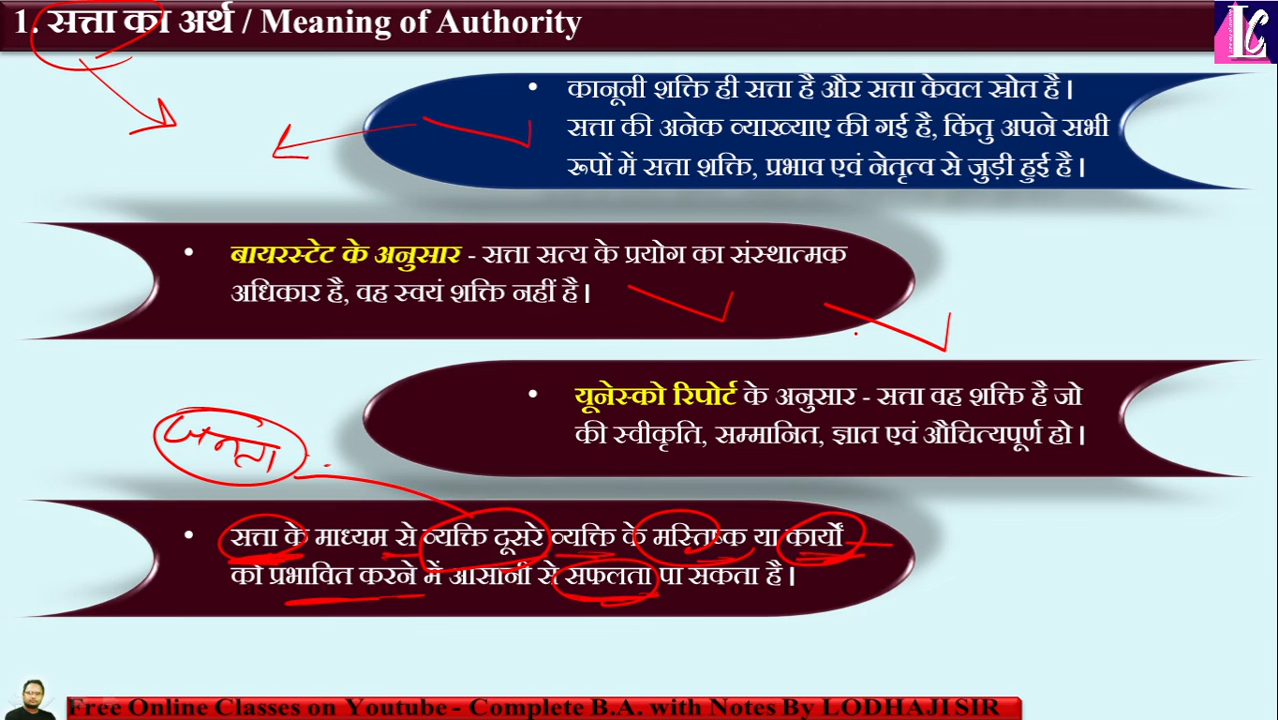 1. सत्ता का अर्थ / Meaning of Authority
LC
• कानूनी शक्ति ही सत्ता है और सत्ता केवल स्रोत है।
सत्ता की अनेक व्याख्याए की गई है, किंतु अपने सभी
रूपों में सत्ता शक्ति, प्रभाव एवं नेतृत्व से जुड़ी हुई है।
• बायरस्टेट के अनुसार - सत्ता सत्य के प्रयोग का संस्थात्मक
अधिकार है, वह स्वयं शक्ति नहीं है।
• यूनेस्को रिपोर्ट के अनुसार - सत्ता वह शक्ति है जो
की स्वीकृति, सम्मानित, ज्ञात एवं औचित्यपूर्ण हो।
जनता
• सत्ता के माध्यम से व्यक्ति दूसरे व्यक्ति के मस्तिष्क या कार्यों
को प्रभावित करने में आसानी से सफलता पा सकता है।
Free Online Classes on Youtube - Complete B.A. with Notes By LODHAJI SIR